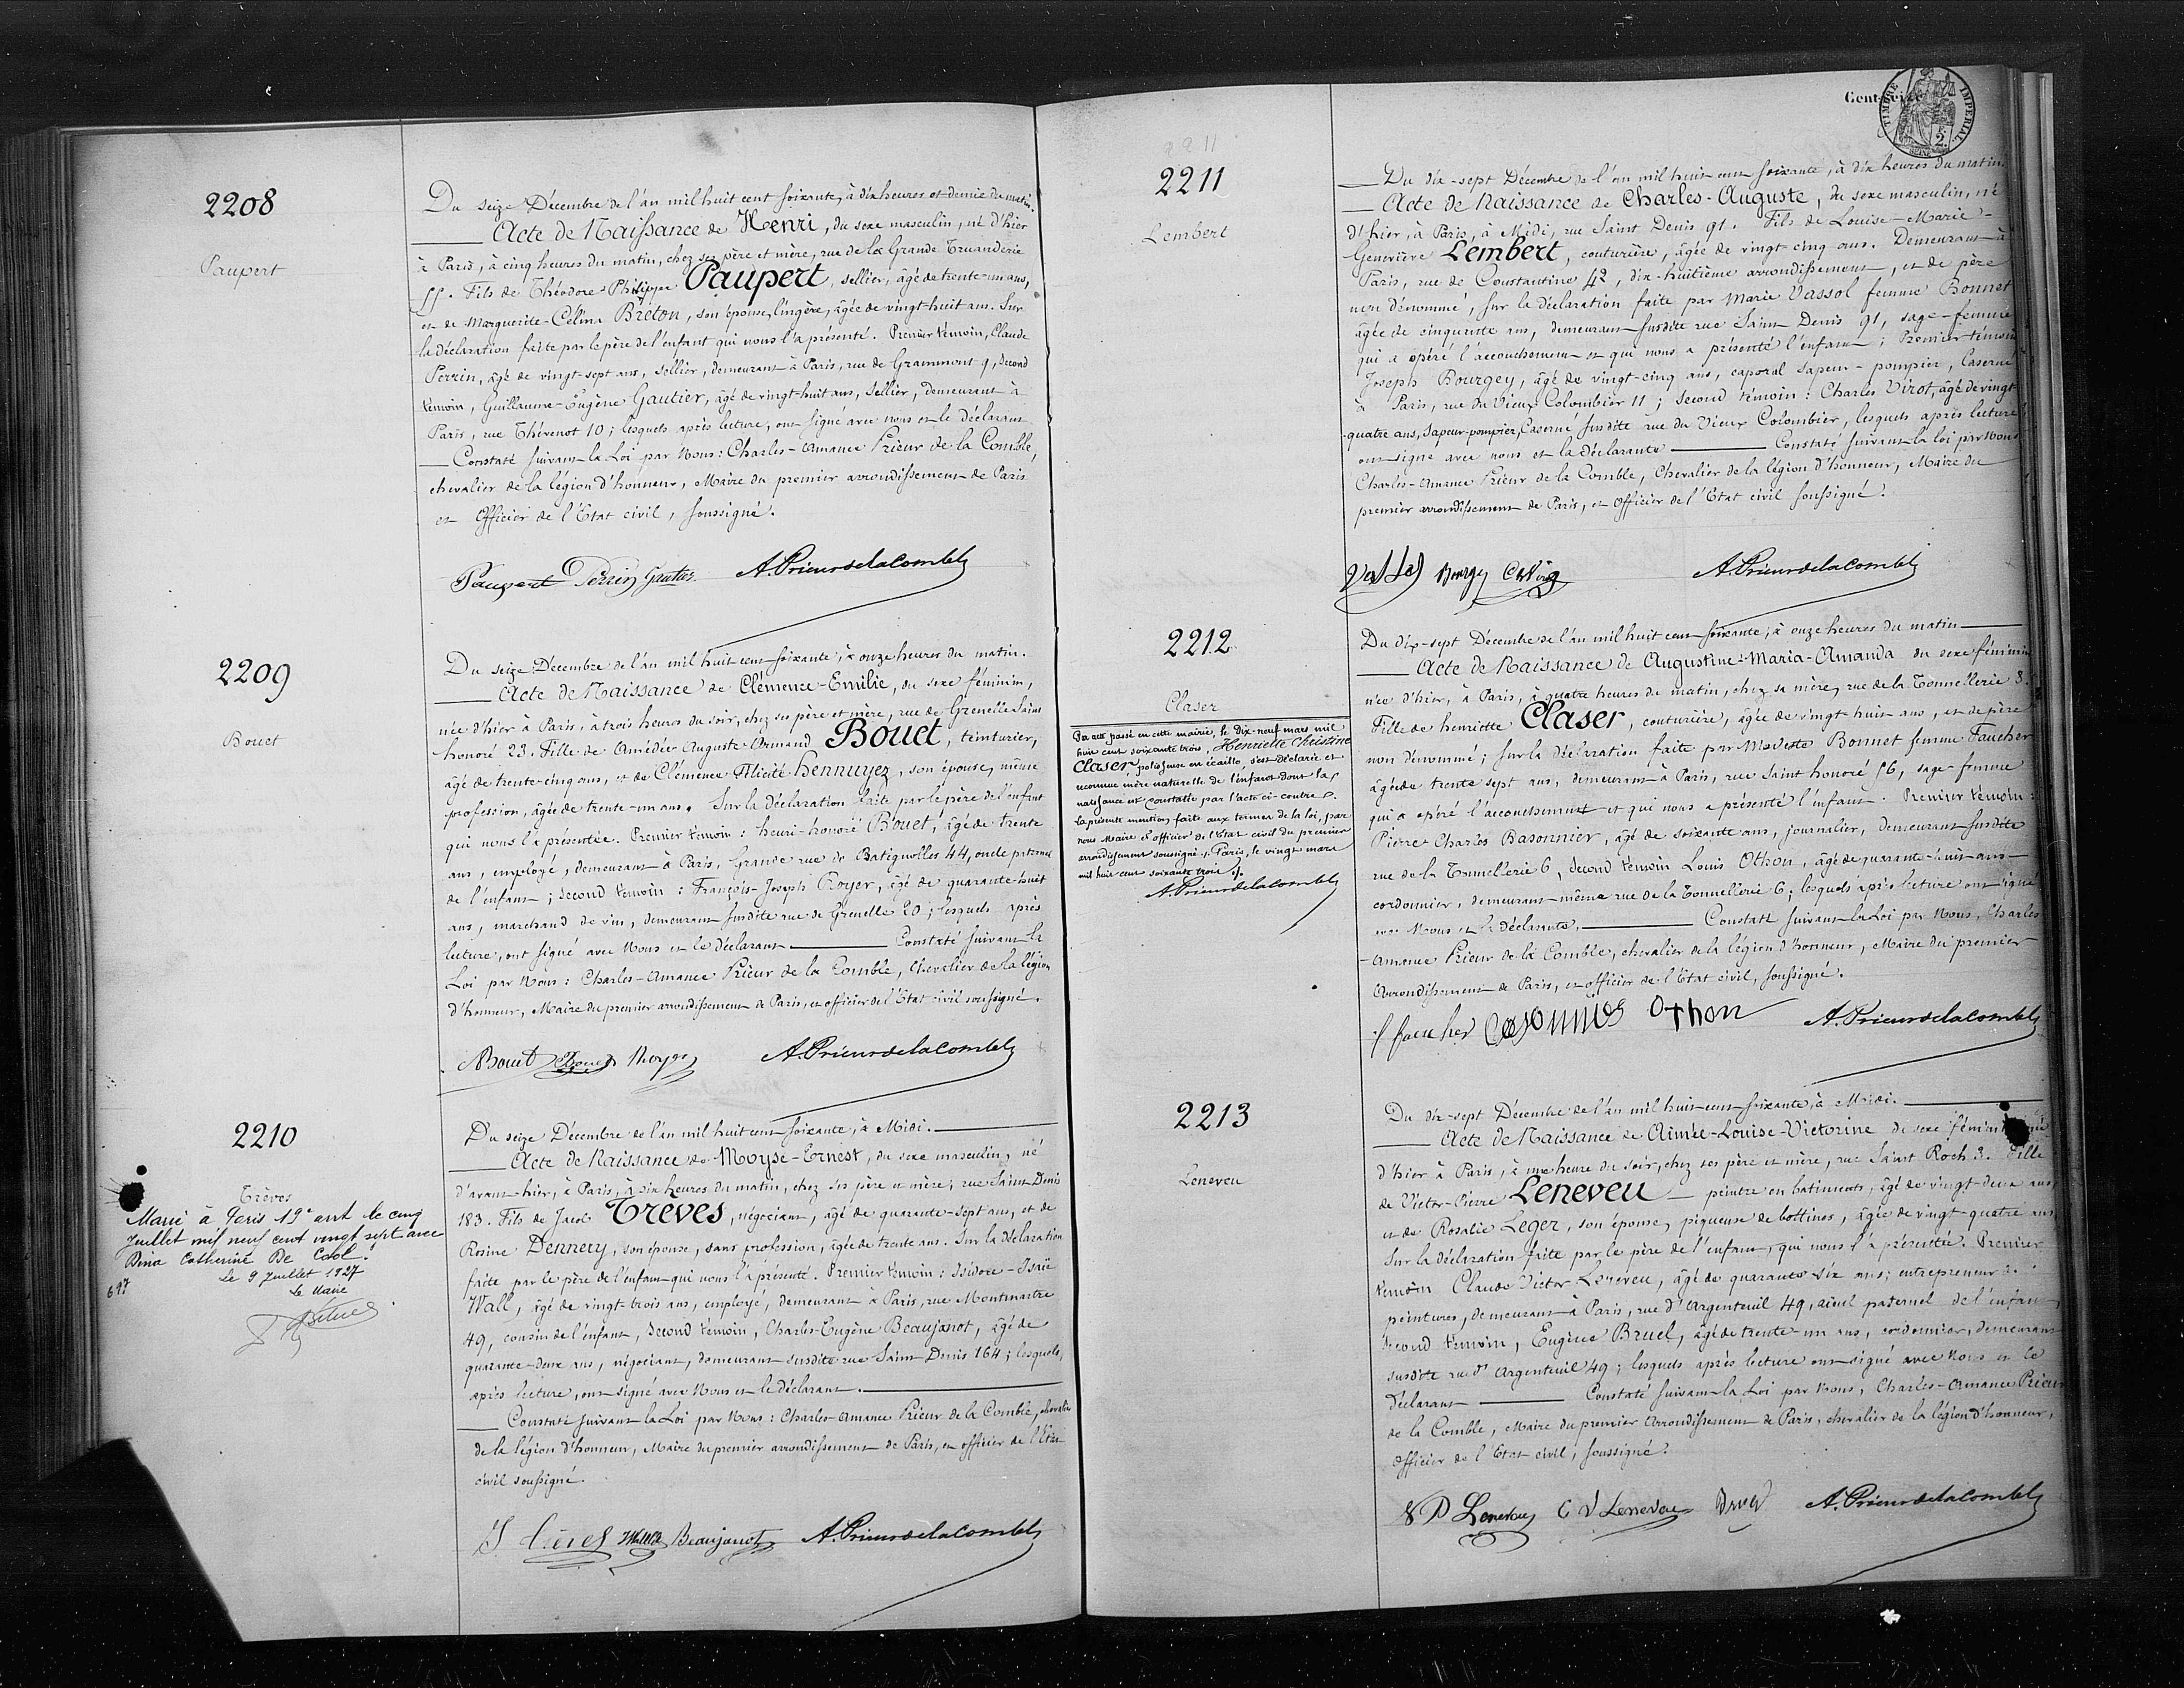 2208
Paupert
Du seize Décembre de l'an mil huit cent soixante, à dix heures et demie du matin.
Acte de Naissance de Henri, du sexe masculin, né d'hier
à Paris, à cinq heures du matin, chez ses père et mère, rue de la Grande Truanderie
55. Fils de Théodore Philippe Paupert, sellier, âgé de trente-un ans,
et de Marguerite-Célina Breton, son épouse, lingère, âgée de vingt-huit ans. Sur
la déclaration faite par le père de l'enfant qui nous l'a présenté. Premier témoin, Claude
Perrin, âgé de vingt-sept ans, sellier, demeurant à Paris, rue de Grammont 9, second
témoin, Guillaume-Eugène Gautier, âgé de vingt-huit ans, sellier, demeurant à
Paris, rue Thévenot 10; lesquels après lecture, ont signé avec nous et le déclarant
Constaté suivant la Loi par Nous: Charles-Amance Prieur de la Comble,
chevalier de la légion d'honneur, Maire du premier arrondissement de Paris
et Officier de l'Etat civil, soussigné.
Paupert Perrin Gautier A. Prieur de la Comble
2209
Bouet
Du seize Décembre de l'an mil huit cent soixante, à onze heures du matin.
Acte de Naissance de Clémence-Emilie, du sexe féminin,
née d'hier à Paris, à trois heures du soir, chez ses père et mère, rue de Grenelle Saint
honoré 23. Fille de Amédée Auguste Armand Bouet, teinturier,
âgé de trente-cinq ans, et de Clémence Félicité Hennuyez, son épouse, même
profession, âgée de trente-un ans. Sur la déclaration faite par le père de l'enfant
qui nous l'a présentée. Premier témoin: henri-honoré Bouet, âgé de trente
ans, employé, demeurant à Paris, Grande rue de Batignolles 44, oncle paternel
de l'enfant; second témoin: François-Joseph Royer, âgé de quarante-huit
ans, marchand de vin, demeurant susdite rue de Grenelle 20; lesquels après
lecture, ont signé avec Nous et le déclarant Constaté suivant la
Loi par Nous: Charles-Amance Prieur de la Comble, Chevalier de la légion
d'honneur, Maire du premier arrondissement de Paris, et officier de l'Etat civil soussigné.
Bouet Bouet Royer A. Prieur de la Comble
2210
Trèves
Marié à Paris 19e arrt le cinq
Juillet mil neuf cent vingt sept avec
Dina Catherine De
Le 9 Juillet 1927
Le Maire
697
Du seize Décembre de l'an mil huit cent soixante, à Midi.
Acte de Naissance de Moyse-Ernest, du sexe masculin, né
d'avant-hier, à Paris, à six heures du matin, chez ses père et mère, rue Saint Denis
183. Fils de Jacob Trèves, négociant, âgé de quarante-sept ans, et de
Rosine Dennery, son épouse, sans profession, âgée de trente ans. Sur la déclaration
faite par le père de l'enfant qui nous l'a présenté. Premier témoin: Isidore-Isaïe
Wall, âgé de vingt-trois ans, employé, demeurant à Paris, rue Montmartre
49, cousin de l'enfant, second témoin, Charles-Eugène Beaujanot, âgé de
quarante-deux ans, négociant, demeurant susdite rue Saint Denis 164; lesquels,
après lecture, ont signé avec Nous et le déclarant.
Constaté suivant la Loi par Nous: Charles-Amance Prieur de la Comble, chevalier
de la légion d'honneur, Maire du premier arrondissement de Paris, et officier de l'Etat
civil soussigné.
J. Trèves Wall Beaujanot A. Prieur de la Comble
Cent seize
TIMBRE IMPERIAL
2211
2211
Lembert
Du dix-sept Décembre de l'an mil huit cent soixante, à dix heures du matin
Acte de Naissance de Charles-Auguste, du sexe masculin, né
d'hier, à Paris, à Midi, rue Saint Denis 91. Fils de Louise-Marie-
Geneviève Lembert, couturière, âgée de vingt cinq ans. Demeurant à
Paris, rue de Constantine 42, dix-huitième arrondissement, et de père
non dénommé, sur la déclaration faite par Marie Vassol femme Bonnet
âgée de cinquante ans, demeurant susdite rue Saint Denis 91, sage-femme
qui a opéré l'accouchement et qui nous a présenté l'enfant; Premier témoin
Joseph Bourgey, âgé de vingt-cinq ans, caporal sapeur-pompier, Caserné
à Paris, rue du Vieux Colombier 11; second témoin: Charles Virot, âgé de vingt
-quatre ans, sapeur-pompier, Caserné susdite rue du Vieux Colombier, lesquels après lecture
ont signé avec nous et la déclarante Constaté suivant la loi par Nous
Charles-Amance Prieur de la Comble, Chevalier de la légion d'honneur, Maire du
premier arrondissement de Paris, et Officier de l'Etat civil soussigné.
Bourgey A. Prieur de la Comble
2212
Claser
Par acte passé en cette mairie, le dix-neuf mars mil
huit cent soixante trois, Henriette Christine
Claser, polisseuse en écaille, s'est déclarée et
reconnue mère naturelle de l'enfant dont la
naissance est constatée par l'acte ci-contre.
La présente mention faite aux termes de la loi, par
nous Maire & officier de l'Etat civil du premier
arrondissement soussigné. Paris, le vingt mars
mil huit cent soixante trois.
A. Prieur de la Comble
Du dix-sept Décembre de l'an mil huit cent soixante, à onze heures du matin
Acte de Naissance de Augustine-Maria-Amanda du sexe féminin
née d'hier, à Paris, à quatre heures du matin, chez sa mère, rue de la Tonnellerie 3.
Fille de henriette Claser, couturière, âgée de vingt-huit ans, et de père
non dénommé; sur la déclaration faite par Modeste Bonnet femme Faucher
âgée de trente sept ans, demeurant à Paris, rue Saint honoré 56, sage-femme
qui a opéré l'accouchement et qui nous a présenté l'enfant. Premier témoin:
Pierre Charles Basonnier, âgé de soixante ans, journalier, demeurant susdite
rue de la Tonnellerie 6, second témoin Louis Othon, âgé de quarante-huit ans
cordonnier, demeurant même rue de la Tonnellerie 6; lesquels après lecture ont signé
avec Nous et la déclarante. Constaté suivant la Loi par Nous, Charles
-Amance Prieur de la Comble, chevalier de la légion d'honneur, Maire du premier
Arrondissement de Paris, et officier de l'Etat civil, soussigné.
f faucher Othon A. Prieur de la Comble
2213
Leneveu
Du dix-sept Décembre de l'an mil huit cent soixante, à Midi.
Acte de Naissance de Aimée-Louise-Victorine du sexe féminin née
d'hier à Paris, à une heure du soir, chez ses père et mère, rue Saint Roch 3. Fille
de Victor-Pierre Leneveu peintre en batiments, âgé de vingt-deux ans
et de Rosalie Leger, son épouse, piqueuse de bottines, âgée de vingt-quatre ans
Sur la déclaration faite par le père de l'enfant, qui nous l'a présentée. Premier
témoin Claude Victor Leneveu, âgé de quarante six ans; entrepreneur de
peintures, demeurant à Paris, rue d'Argenteuil 49, aïeul paternel de l'enfant,
second témoin, Eugène Bruel, âgé de trente-un ans, cordonnier, demeurant
susdite rue d'Argenteuil 49; lesquels après lecture ont signé avec Nous et le
déclarant Constaté suivant la Loi par Nous, Charles-Amance Prieur
de la Comble, Maire du premier Arrondissement de Paris, chevalier de la légion d'honneur,
Officier de l'Etat civil, soussigné.
V P Leneveu C V Leneveu Bruel A. Prieur de la Comble